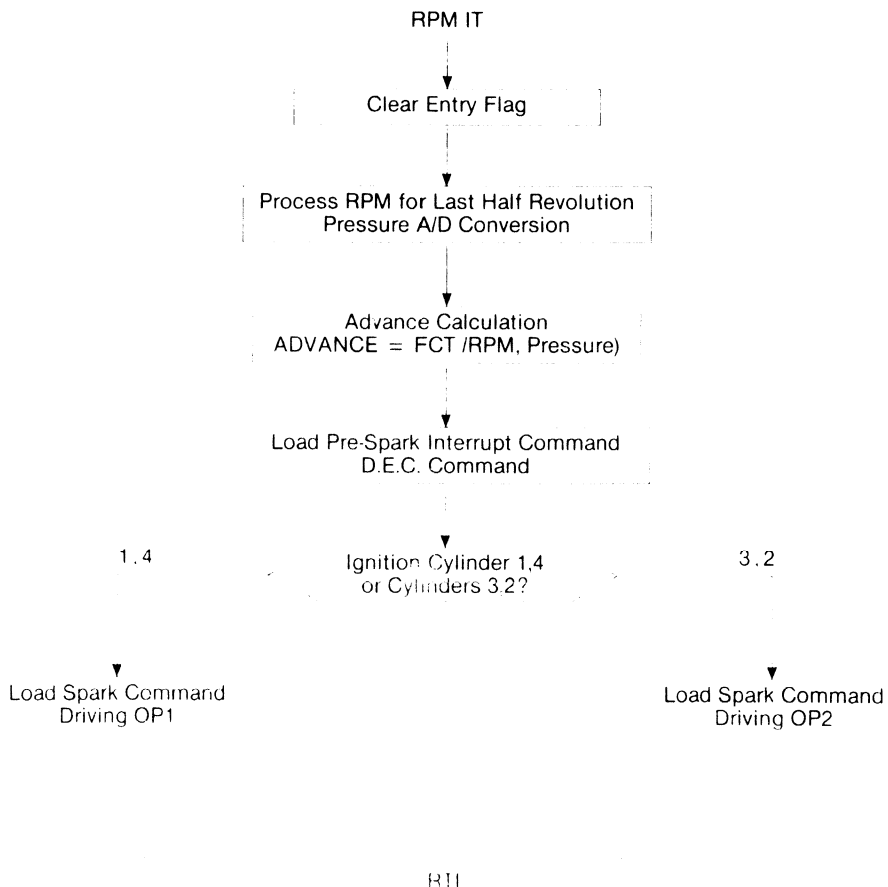 RPM IT
Clear Entry Flag
Process RPM for Last Half Revolution
Pressure A/D Conversion
Advance Calculation
ADVANCE = FCT /RPM, Pressure)
Load Pre-Spark Interrupt Command
D.E.C. Command
1.4
Ignition Cylinder 1,4
or Cylinders 3.2?
3.2
Load Spark Command
Driving OP1
Load Spark Command
Driving OP2